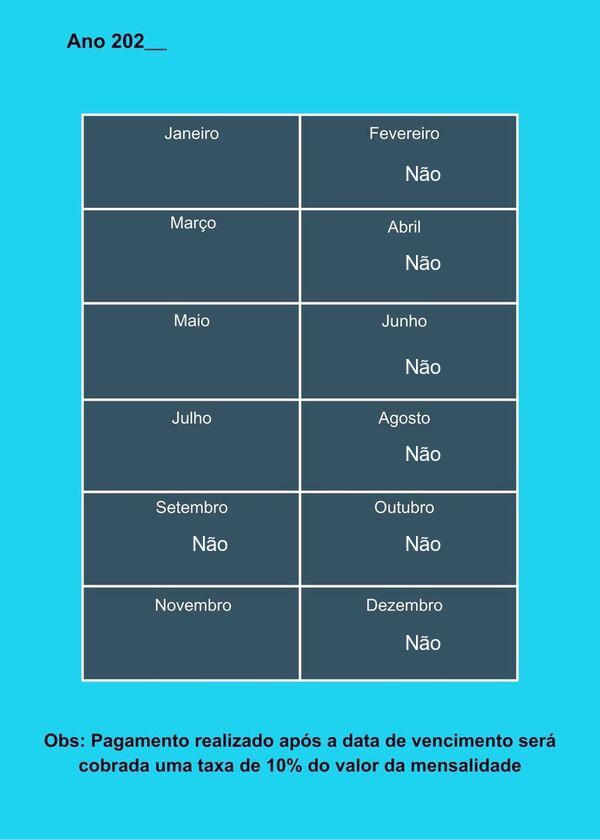 Ano 202__
Janeiro Fevereiro
Não
Março Abril
Não
Maio Junho
Não
Julho Agosto
Não
Setembro Outubro
Não Não
Novembro Dezembro
Não
Obs: Pagamento realizado após a data de vencimento será
cobrada uma taxa de 10% do valor da mensalidade